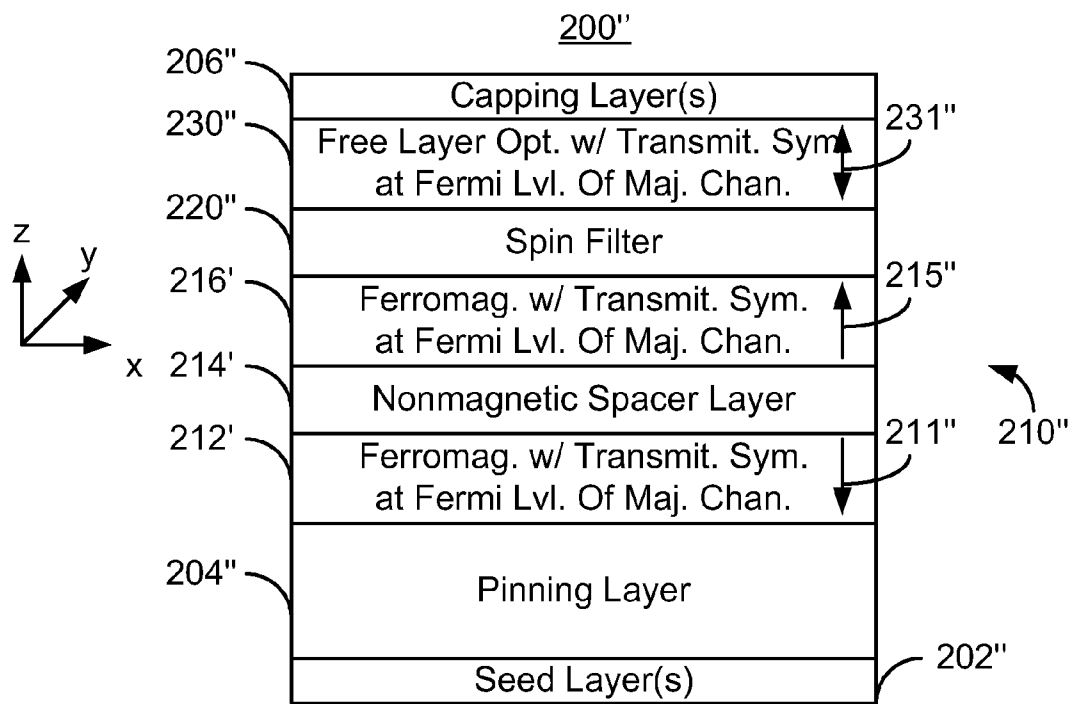 200"
206"
Capping Layer(s)
230"
231"
Free Layer Opt. w/ Transmit. Sym.
at Fermi Lvl. Of Maj. Chan.
220"
Spin Filter
z
y
x
216'
215"
Ferromag. w/ Transmit. Sym.
at Fermi Lvl. Of Maj. Chan.
214'
Nonmagnetic Spacer Layer
210"
212'
211"
Ferromag. w/ Transmit. Sym.
at Fermi Lvl. Of Maj. Chan.
204"
Pinning Layer
202"
Seed Layer(s)